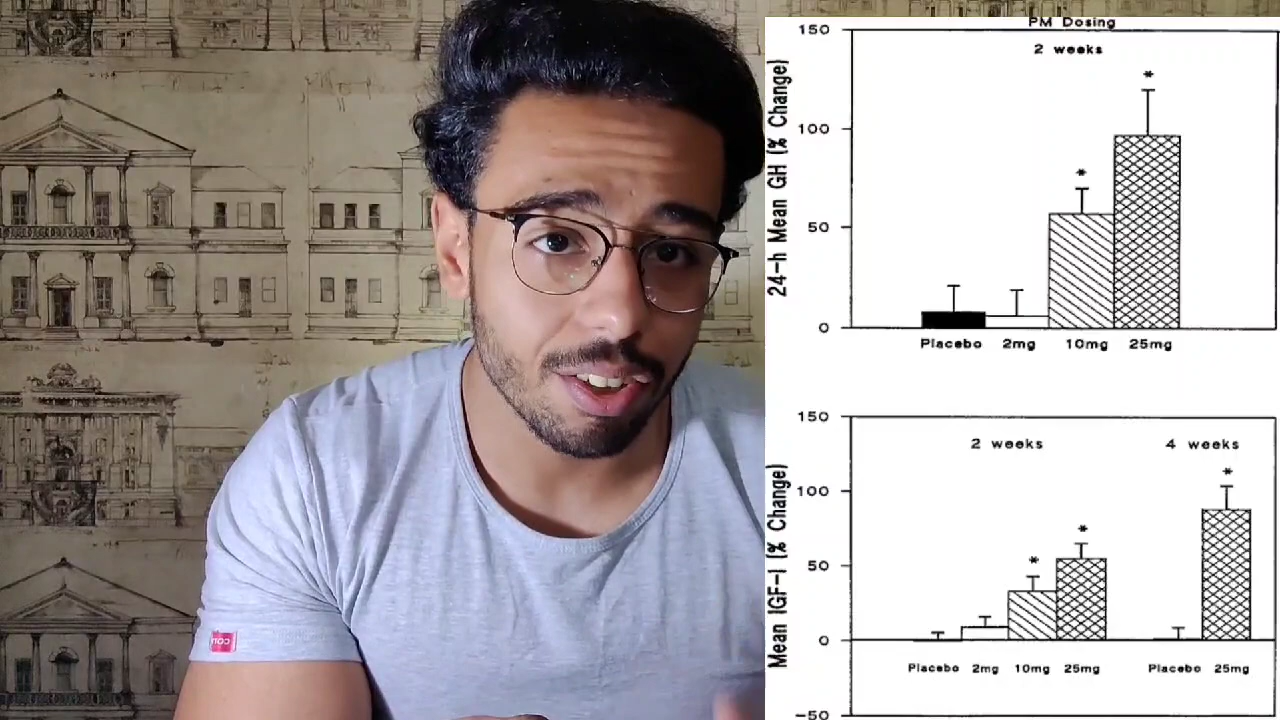 PM Dosing
2 weeks
24-h Mean GH (% Change)
150
100
50
0
*
*
Placebo 2mg 10mg 25mg
2 weeks 4 weeks
Mean IGF-I (% Change)
150
100
50
0
-50
*
*
*
Placebo 2mg 10mg 25mg Placebo 25mg